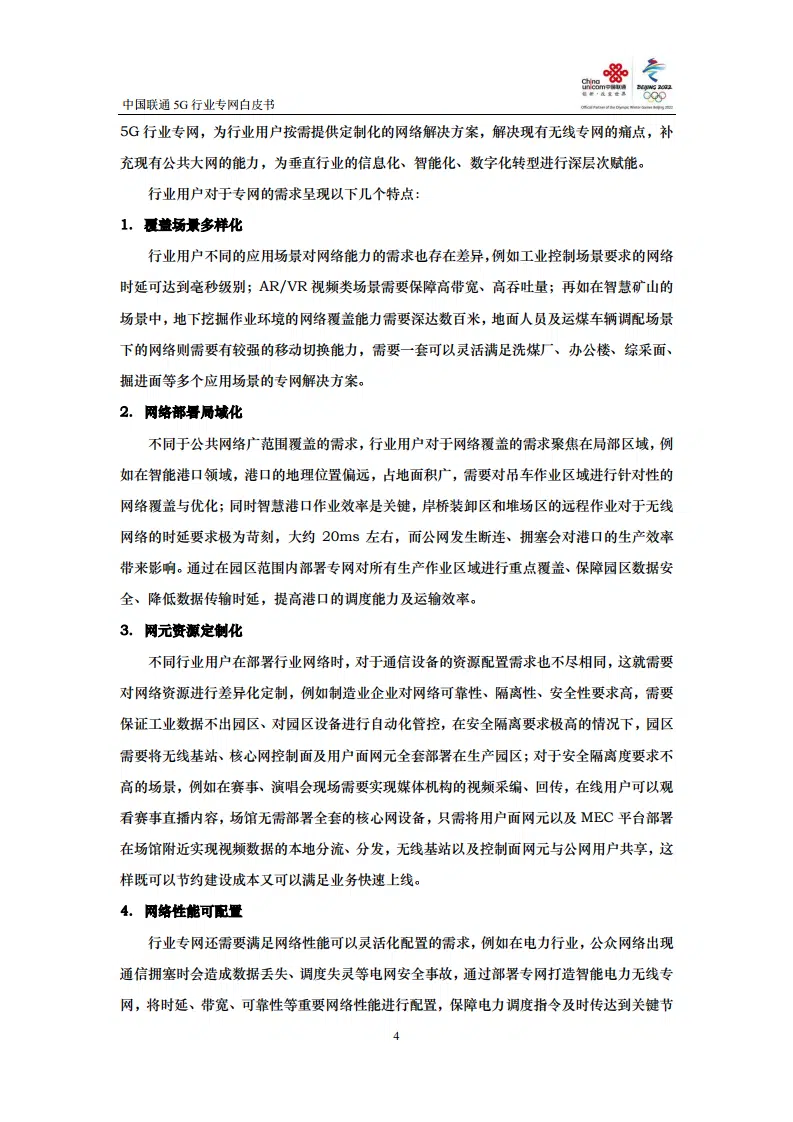 China
unicom中国联通
创新·改变世界
BEIJING 2022
Official Partner of the Olympic Winter Games Beijing 2022
中国联通 5G 行业专网白皮书
5G 行业专网，为行业用户按需提供定制化的网络解决方案，解决现有无线专网的痛点，补
充现有公共大网的能力，为垂直行业的信息化、智能化、数字化转型进行深层次赋能。
行业用户对于专网的需求呈现以下几个特点：
1. 覆盖场景多样化
行业用户不同的应用场景对网络能力的需求也存在差异，例如工业控制场景要求的网络
时延可达到毫秒级别；AR/VR 视频类场景需要保障高带宽、高吞吐量；再如在智慧矿山的
场景中，地下挖掘作业环境的网络覆盖能力需要深达数百米，地面人员及运煤车辆调配场景
下的网络则需要有较强的移动切换能力，需要一套可以灵活满足洗煤厂、办公楼、综采面、
掘进面等多个应用场景的专网解决方案。
2. 网络部署局域化
不同于公共网络广范围覆盖的需求，行业用户对于网络覆盖的需求聚焦在局部区域，例
如在智能港口领域，港口的地理位置偏远，占地面积广，需要对吊车作业区域进行针对性的
网络覆盖与优化；同时智慧港口作业效率是关键，岸桥装卸区和堆场区的远程作业对于无线
网络的时延要求极为苛刻，大约 20ms 左右，而公网发生断连、拥塞会对港口的生产效率
带来影响。通过在园区范围内部署专网对所有生产作业区域进行重点覆盖、保障园区数据安
全、降低数据传输时延，提高港口的调度能力及运输效率。
3. 网元资源定制化
不同行业用户在部署行业网络时，对于通信设备的资源配置需求也不尽相同，这就需要
对网络资源进行差异化定制，例如制造业企业对网络可靠性、隔离性、安全性要求高，需要
保证工业数据不出园区、对园区设备进行自动化管控，在安全隔离要求极高的情况下，园区
需要将无线基站、核心网控制面及用户面网元全套部署在生产园区；对于安全隔离度要求不
高的场景，例如在赛事、演唱会现场需要实现媒体机构的视频采编、回传，在线用户可以观
看赛事直播内容，场馆无需部署全套的核心网设备，只需将用户面网元以及 MEC 平台部署
在场馆附近实现视频数据的本地分流、分发，无线基站以及控制面网元与公网用户共享，这
样既可以节约建设成本又可以满足业务快速上线。
4. 网络性能可配置
行业专网还需要满足网络性能可以灵活化配置的需求，例如在电力行业，公众网络出现
通信拥塞时会造成数据丢失、调度失灵等电网安全事故，通过部署专网打造智能电力无线专
网，将时延、带宽、可靠性等重要网络性能进行配置，保障电力调度指令及时传达到关键节
4